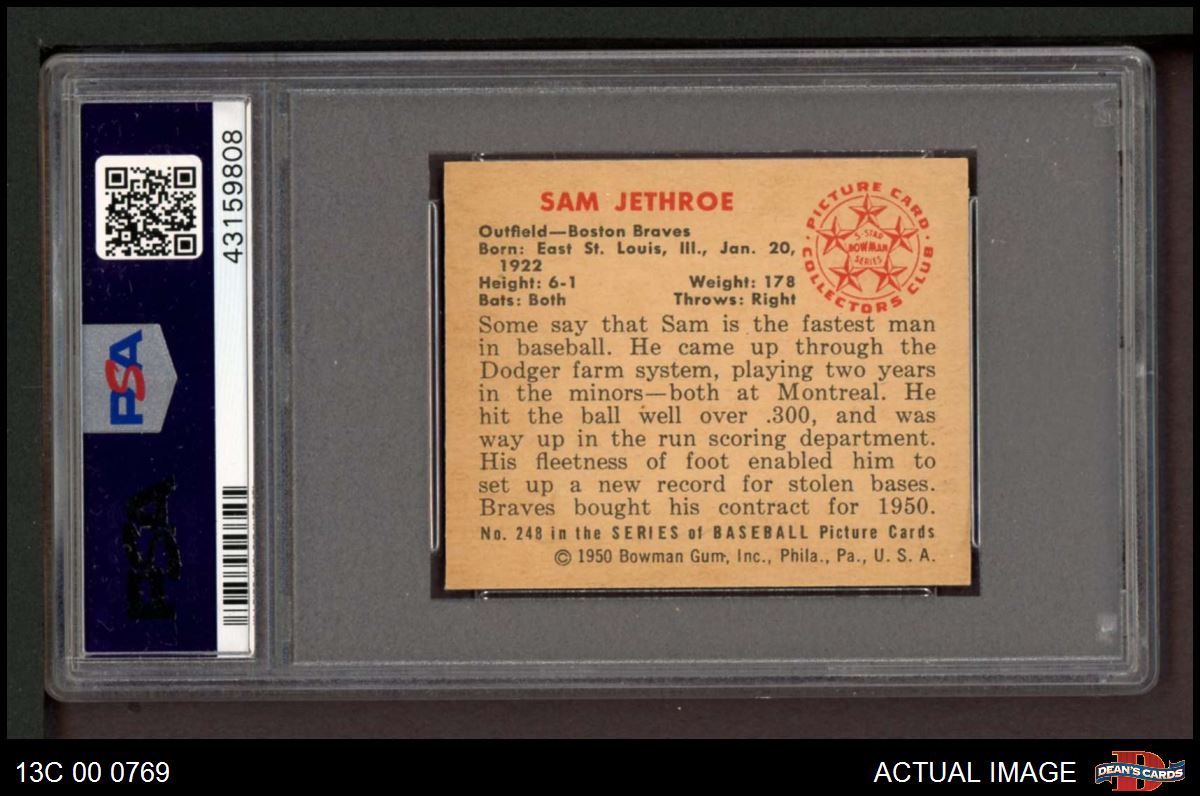 43159808
PSA
PSA
SAM JETHROE
Outfield—Boston Braves
Born: East St. Louis, Ill., Jan. 20,
1922
Height: 6-1 Weight: 178
Bats: Both Throws: Right
PICTURE CARD
COLLECTORS CLUB
5-STAR
BOWMAN
SERIES
Some say that Sam is the fastest man
in baseball. He came up through the
Dodger farm system, playing two years
in the minors—both at Montreal. He
hit the ball well over .300, and was
way up in the run scoring department.
His fleetness of foot enabled him to
set up a new record for stolen bases.
Braves bought his contract for 1950.
No. 248 in the SERIES of BASEBALL Picture Cards
© 1950 Bowman Gum, Inc., Phila., Pa., U. S. A.
13C 00 0769
ACTUAL IMAGE
D
DEAN'S CARDS